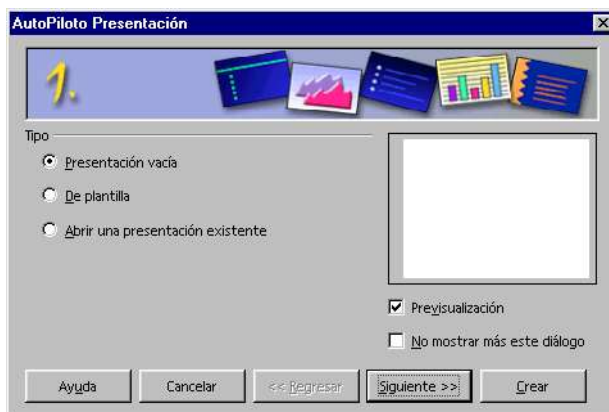 AutoPiloto Presentación
1.
Tipo
Presentación vacía
De plantilla
Abrir una presentación existente
Previsualización
No mostrar más este diálogo
Ayuda
Cancelar
<< Regresar
Siguiente >>
Crear